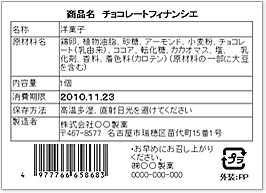 商品名 チョコレートフィナンシェ
名称 洋菓子
原材料名 鶏卵、植物油脂、砂糖、アーモンド、小麦粉、チョコレー
ト(乳由来)、ココア、転化糖、カカオマス、塩、 乳
化剤、香料、着色料(カロテン)(原材料の一部に大豆
を含む)
内容量 1個
消費期限 2010.11.23
保存方法 高温多湿、直射日光を避けてください
製造者 株式会社〇〇製菓
〒467-8577 名古屋市瑞穂区苗代町15番1号
*お早めにお召し上がり
ください。
㈱〇〇製菓
0000-000-000
4 977766 658683
プラ
外装:PP